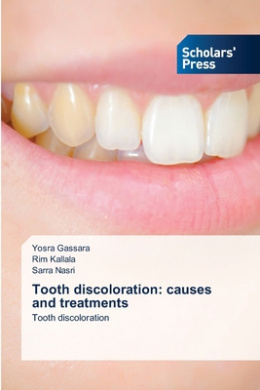 Scholars'
Press
Yosra Gassara
Rim Kallala
Sarra Nasri
Tooth discoloration: causes
and treatments
Tooth discoloration